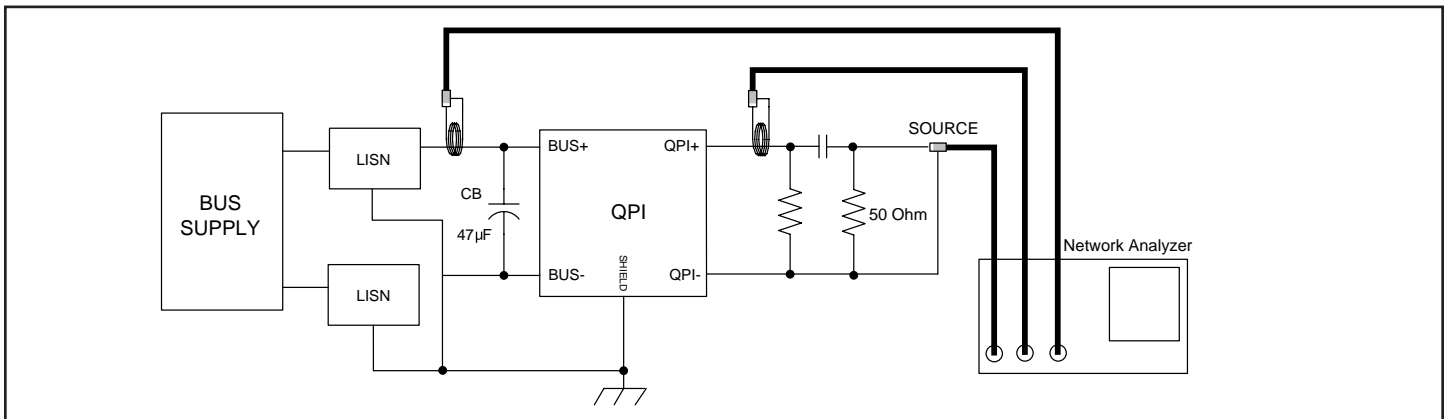 SOURCE
LISN
BUS+
QPI+
BUS
SUPPLY
CB
QPI
50 Ohm
47µF
SHIELD
Network Analyzer
BUS-
QPI-
LISN